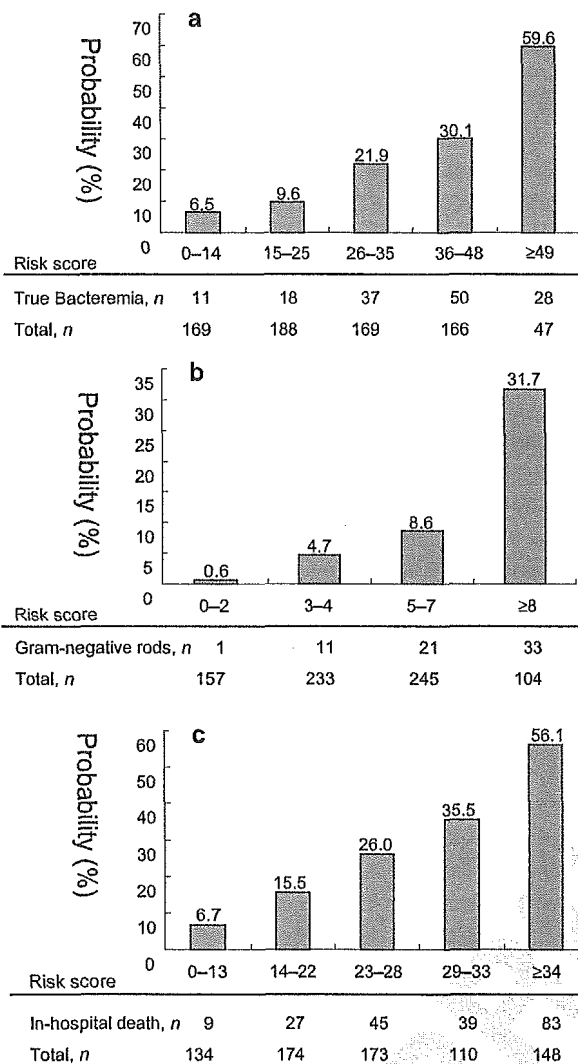 a
Probability (%)
70
60
50
40
30
20
10
0
6.5 9.6 21.9 30.1 59.6
Risk score 0–14 15–25 26–35 36–48 ≥49
True Bacteremia, n 11 18 37 50 28
Total, n 169 188 169 166 47
b
Probability (%)
35
30
25
20
15
10
5
0
0.6 4.7 8.6 31.7
Risk score 0–2 3–4 5–7 ≥8
Gram-negative rods, n 1 11 21 33
Total, n 157 233 245 104
c
Probability (%)
60
50
40
30
20
10
0
6.7 15.5 26.0 35.5 56.1
Risk score 0–13 14–22 23–28 29–33 ≥34
In-hospital death, n 9 27 45 39 83
Total, n 134 174 173 110 148